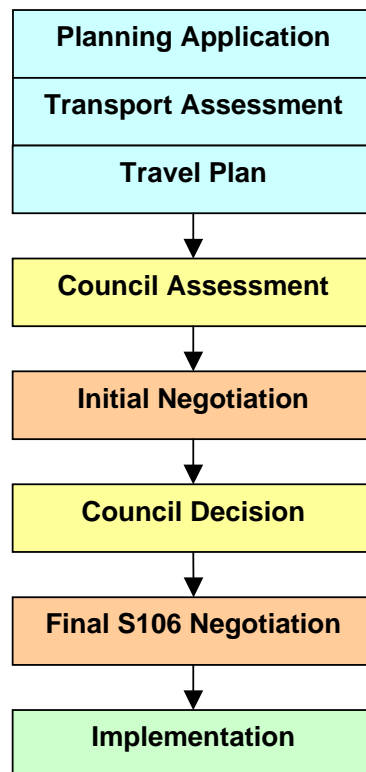 Planning Application
Transport Assessment
Travel Plan
Council Assessment
Initial Negotiation
Council Decision
Final S106 Negotiation
Implementation